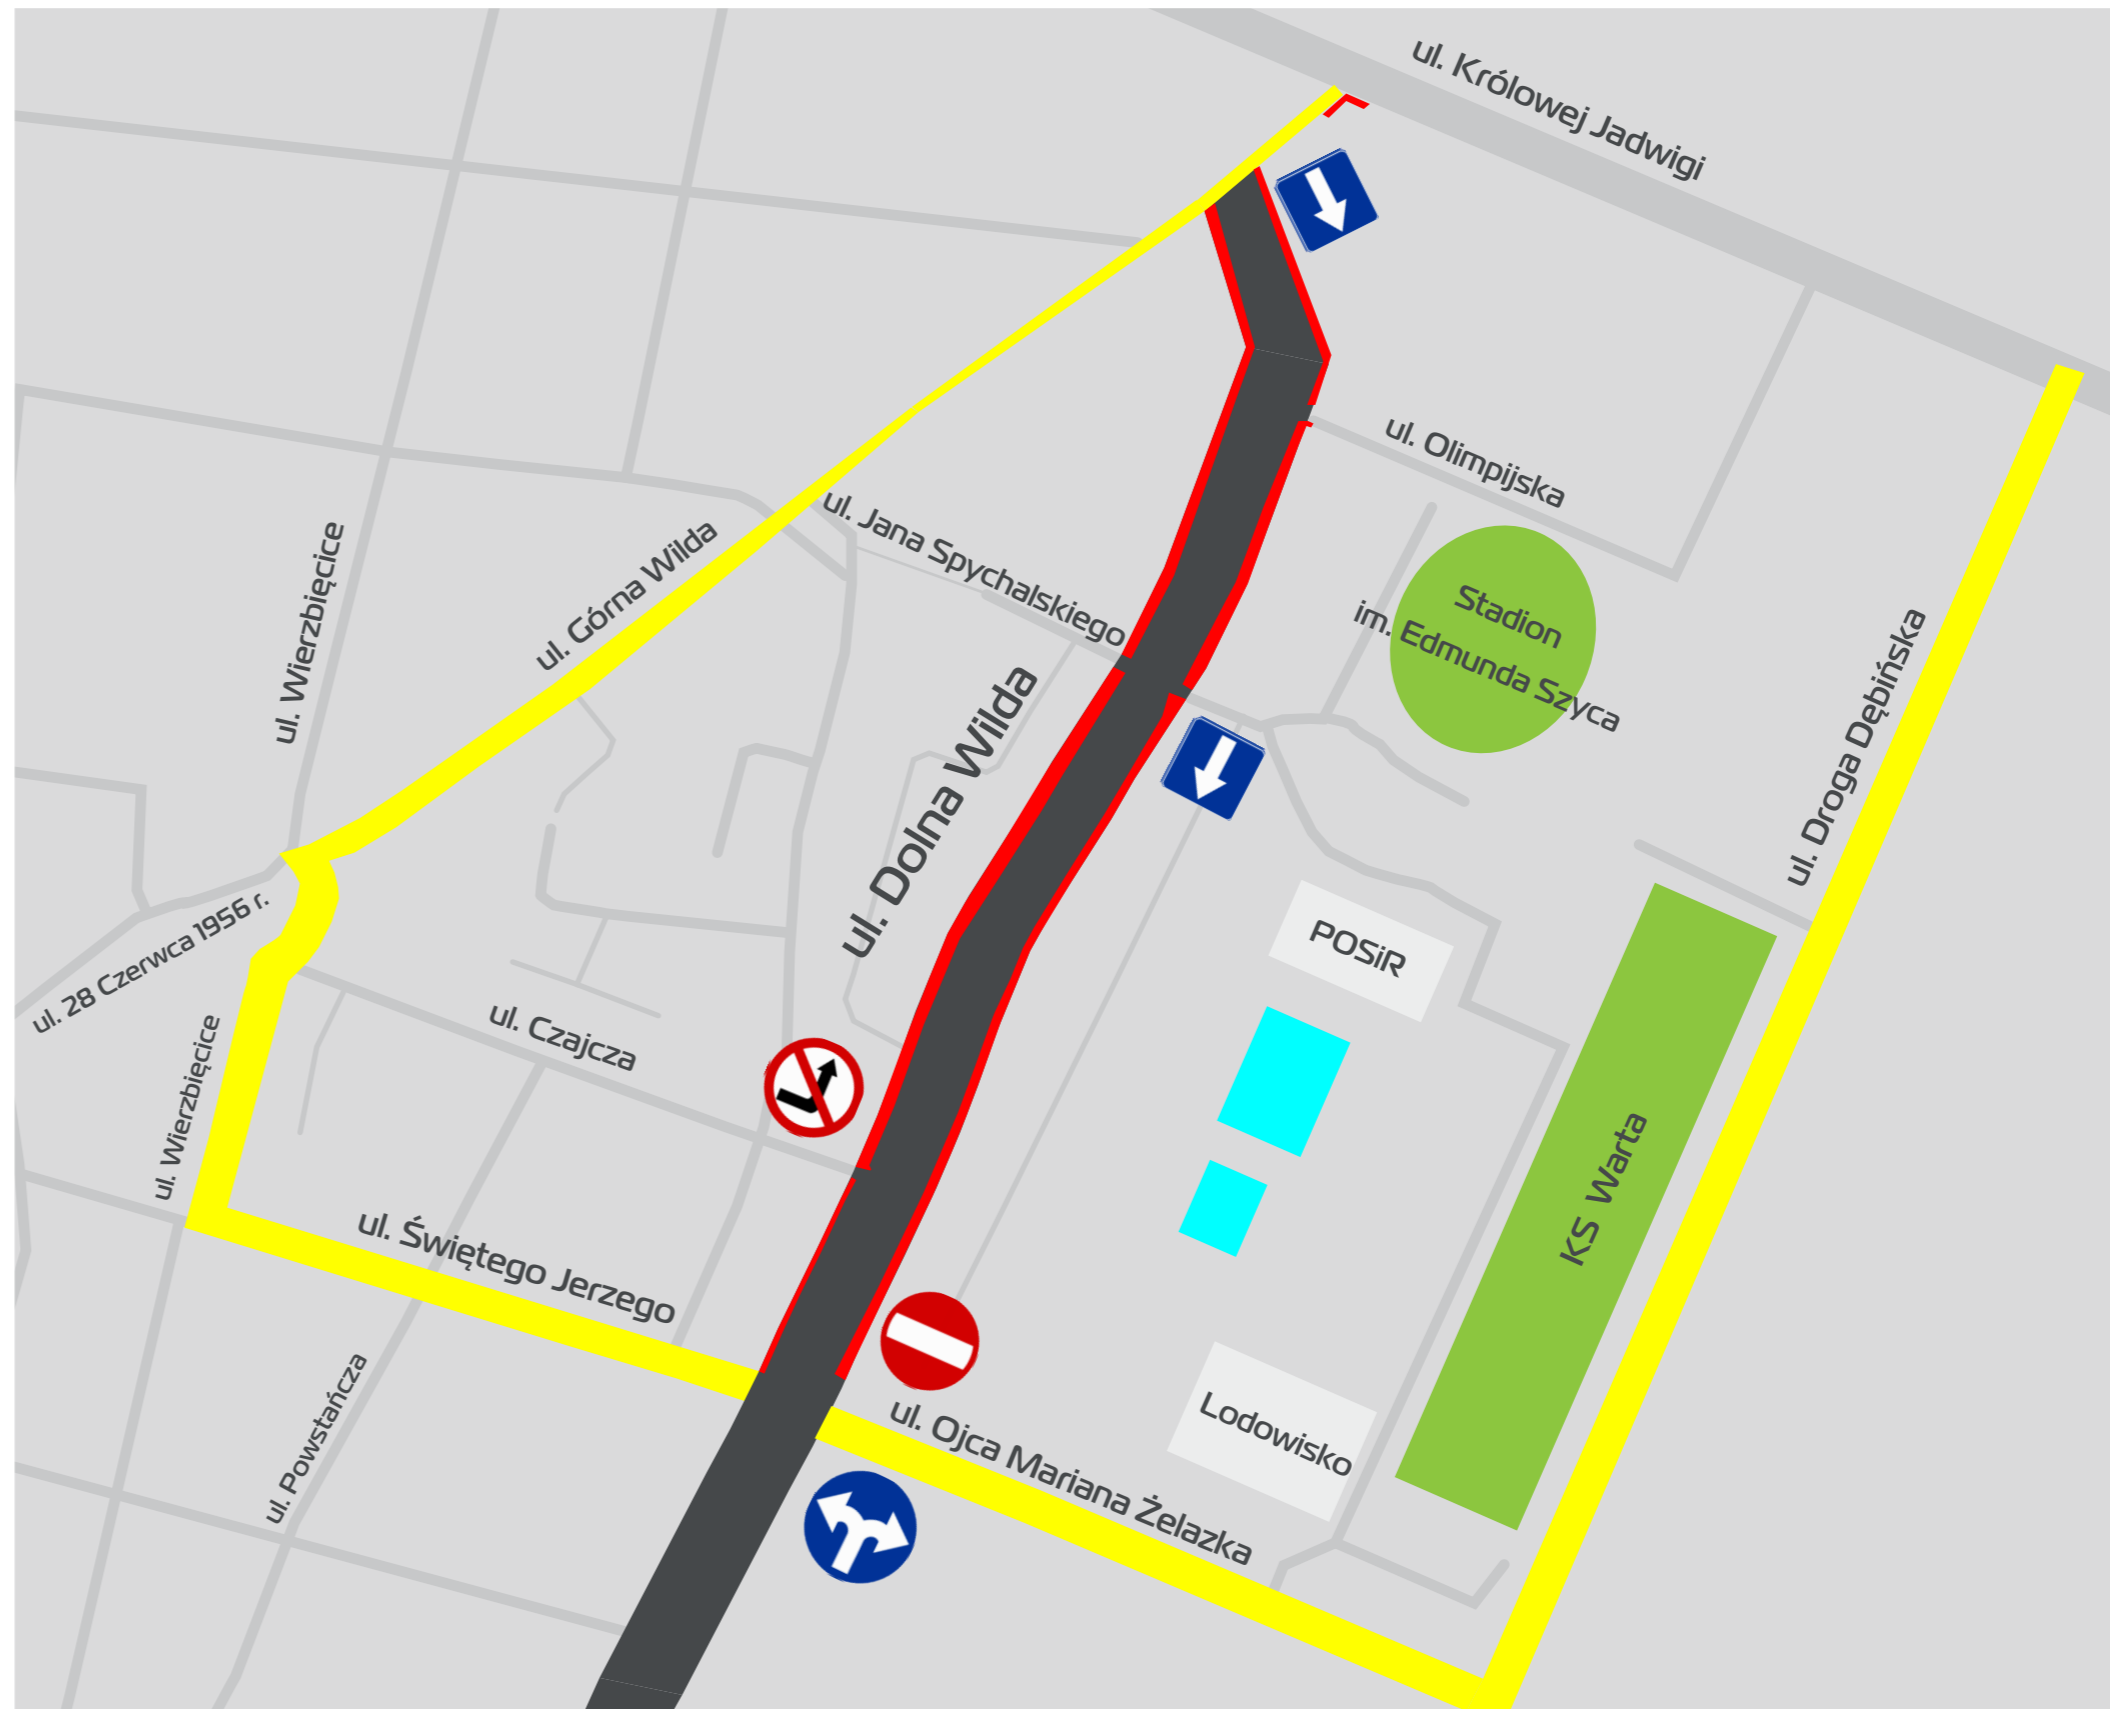 ul. Królowej Jadwigi
ul. Olimpijska
ul. Jana Spychalskiego
ul. Górna Wilda
ul. Wierzbięcice
Stadion
im. Edmunda Szyca
ul. Droga Dębińska
ul. Dolna Wilda
ul. 28 Czerwca 1956 r.
POSiR
ul. Czajcza
ul. Wierzbięcice
KS Warta
ul. Świętego Jerzego
ul. Powstańcza
Lodowisko
ul. Ojca Mariana Żelazka